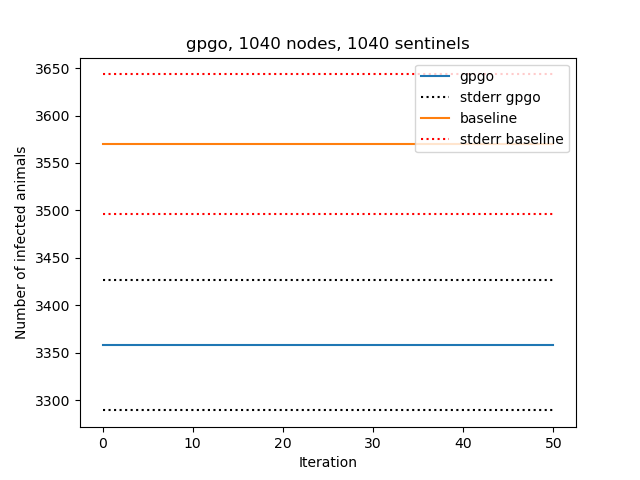 gpgo, 1040 nodes, 1040 sentinels
3650
3600
3550
3500
3450
3400
3350
3300
Number of infected animals
gpgo
stderr gpgo
baseline
stderr baseline
0 10 20 30 40 50
Iteration